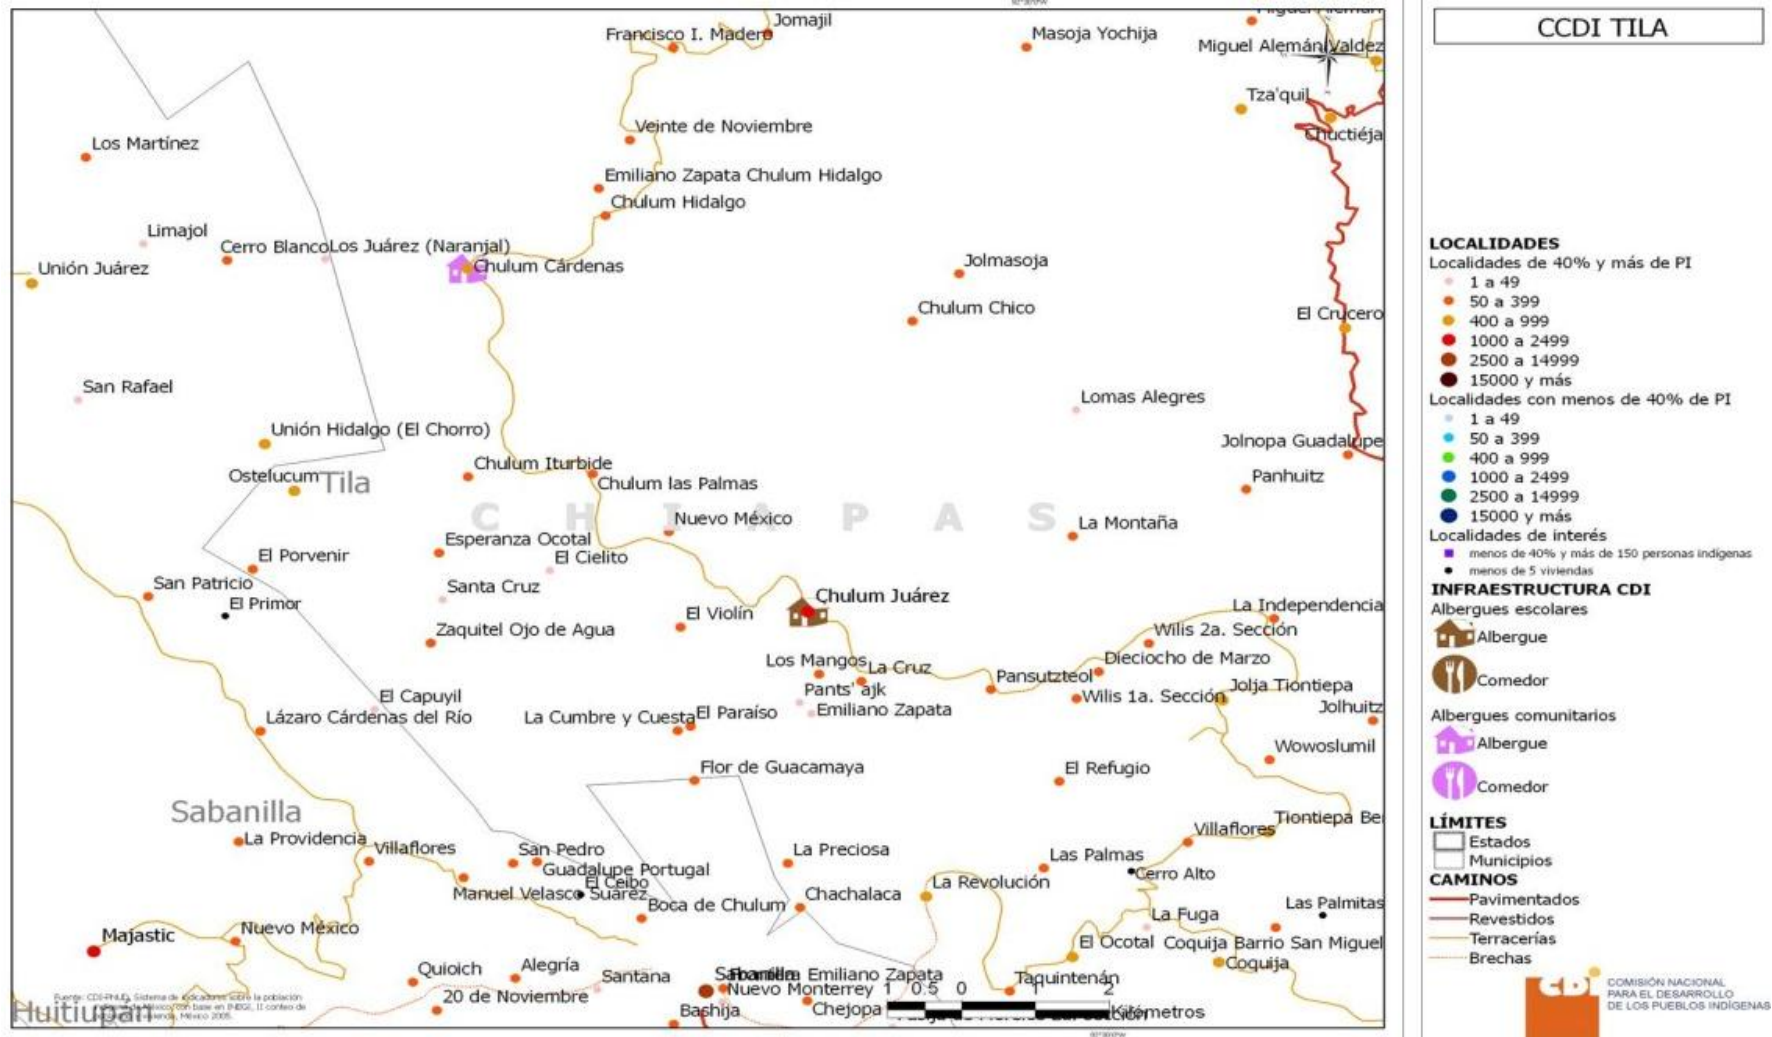 Jomajil
Francisco I. Madero
Masoja Yochija
Miguel Alemán Valdez
Tza'quil
Chuctiéja
Veinte de Noviembre
Los Martínez
Emiliano Zapata Chulum Hidalgo
Chulum Hidalgo
Limajol
Cerro Blanco
Los Juárez (Naranjal)
Unión Juárez
Chulum Cárdenas
Jolmasoja
Chulum Chico
El Crucero
San Rafael
Lomas Alegres
Unión Hidalgo (El Chorro)
Jolnopa Guadalupe
Ostelucum
Tila
Chulum Iturbide
Chulum las Palmas
Panhuitz
CHIAPAS
Nuevo México
La Montaña
Esperanza Ocotal
El Cielito
El Porvenir
San Patricio
Santa Cruz
El Primor
Chulum Juárez
La Independencia
El Violín
Zaquitel Ojo de Agua
Wilis 2a. Sección
Los Mangos
La Cruz
Dieciocho de Marzo
Pansutzteol
Pants' ajk
Wilis 1a. Sección
Jolja Tiontiepa
El Capuyil
Emiliano Zapata
Jolhuitz
Lázaro Cárdenas del Río
La Cumbre y Cuesta
El Paraíso
Wowoslumil
Flor de Guacamaya
El Refugio
Sabanilla
Tiontiepa Be
La Providencia
Villaflores
Villaflores
San Pedro
La Preciosa
Las Palmas
Guadalupe Portugal
Cerro Alto
El Ceibo
La Revolución
Manuel Velasco Suárez
Chachalaca
Boca de Chulum
La Fuga
Las Palmitas
Majastic
Nuevo México
El Ocotal
Coquija Barrio San Miguel
Coquija
Quioich
Alegría
Santana
Emiliano Zapata
Taquintenán
20 de Noviembre
Nuevo Monterrey
1 0.5 0 1 2
Kilómetros
Huitiupán
Bashija
Chejopa
CCDI TILA
LOCALIDADES
Localidades de 40% y más de PI
1 a 49
50 a 399
400 a 999
1000 a 2499
2500 a 14999
15000 y más
Localidades con menos de 40% de PI
1 a 49
50 a 399
400 a 999
1000 a 2499
2500 a 14999
15000 y más
Localidades de interés
menos de 40% y más de 150 personas indígenas
menos de 5 viviendas
INFRAESTRUCTURA CDI
Albergues escolares
Albergue
Comedor
Albergues comunitarios
Albergue
Comedor
LÍMITES
Estados
Municipios
CAMINOS
Pavimentados
Revestidos
Terracerías
Brechas
CDI
COMISIÓN NACIONAL
PARA EL DESARROLLO
DE LOS PUEBLOS INDÍGENAS